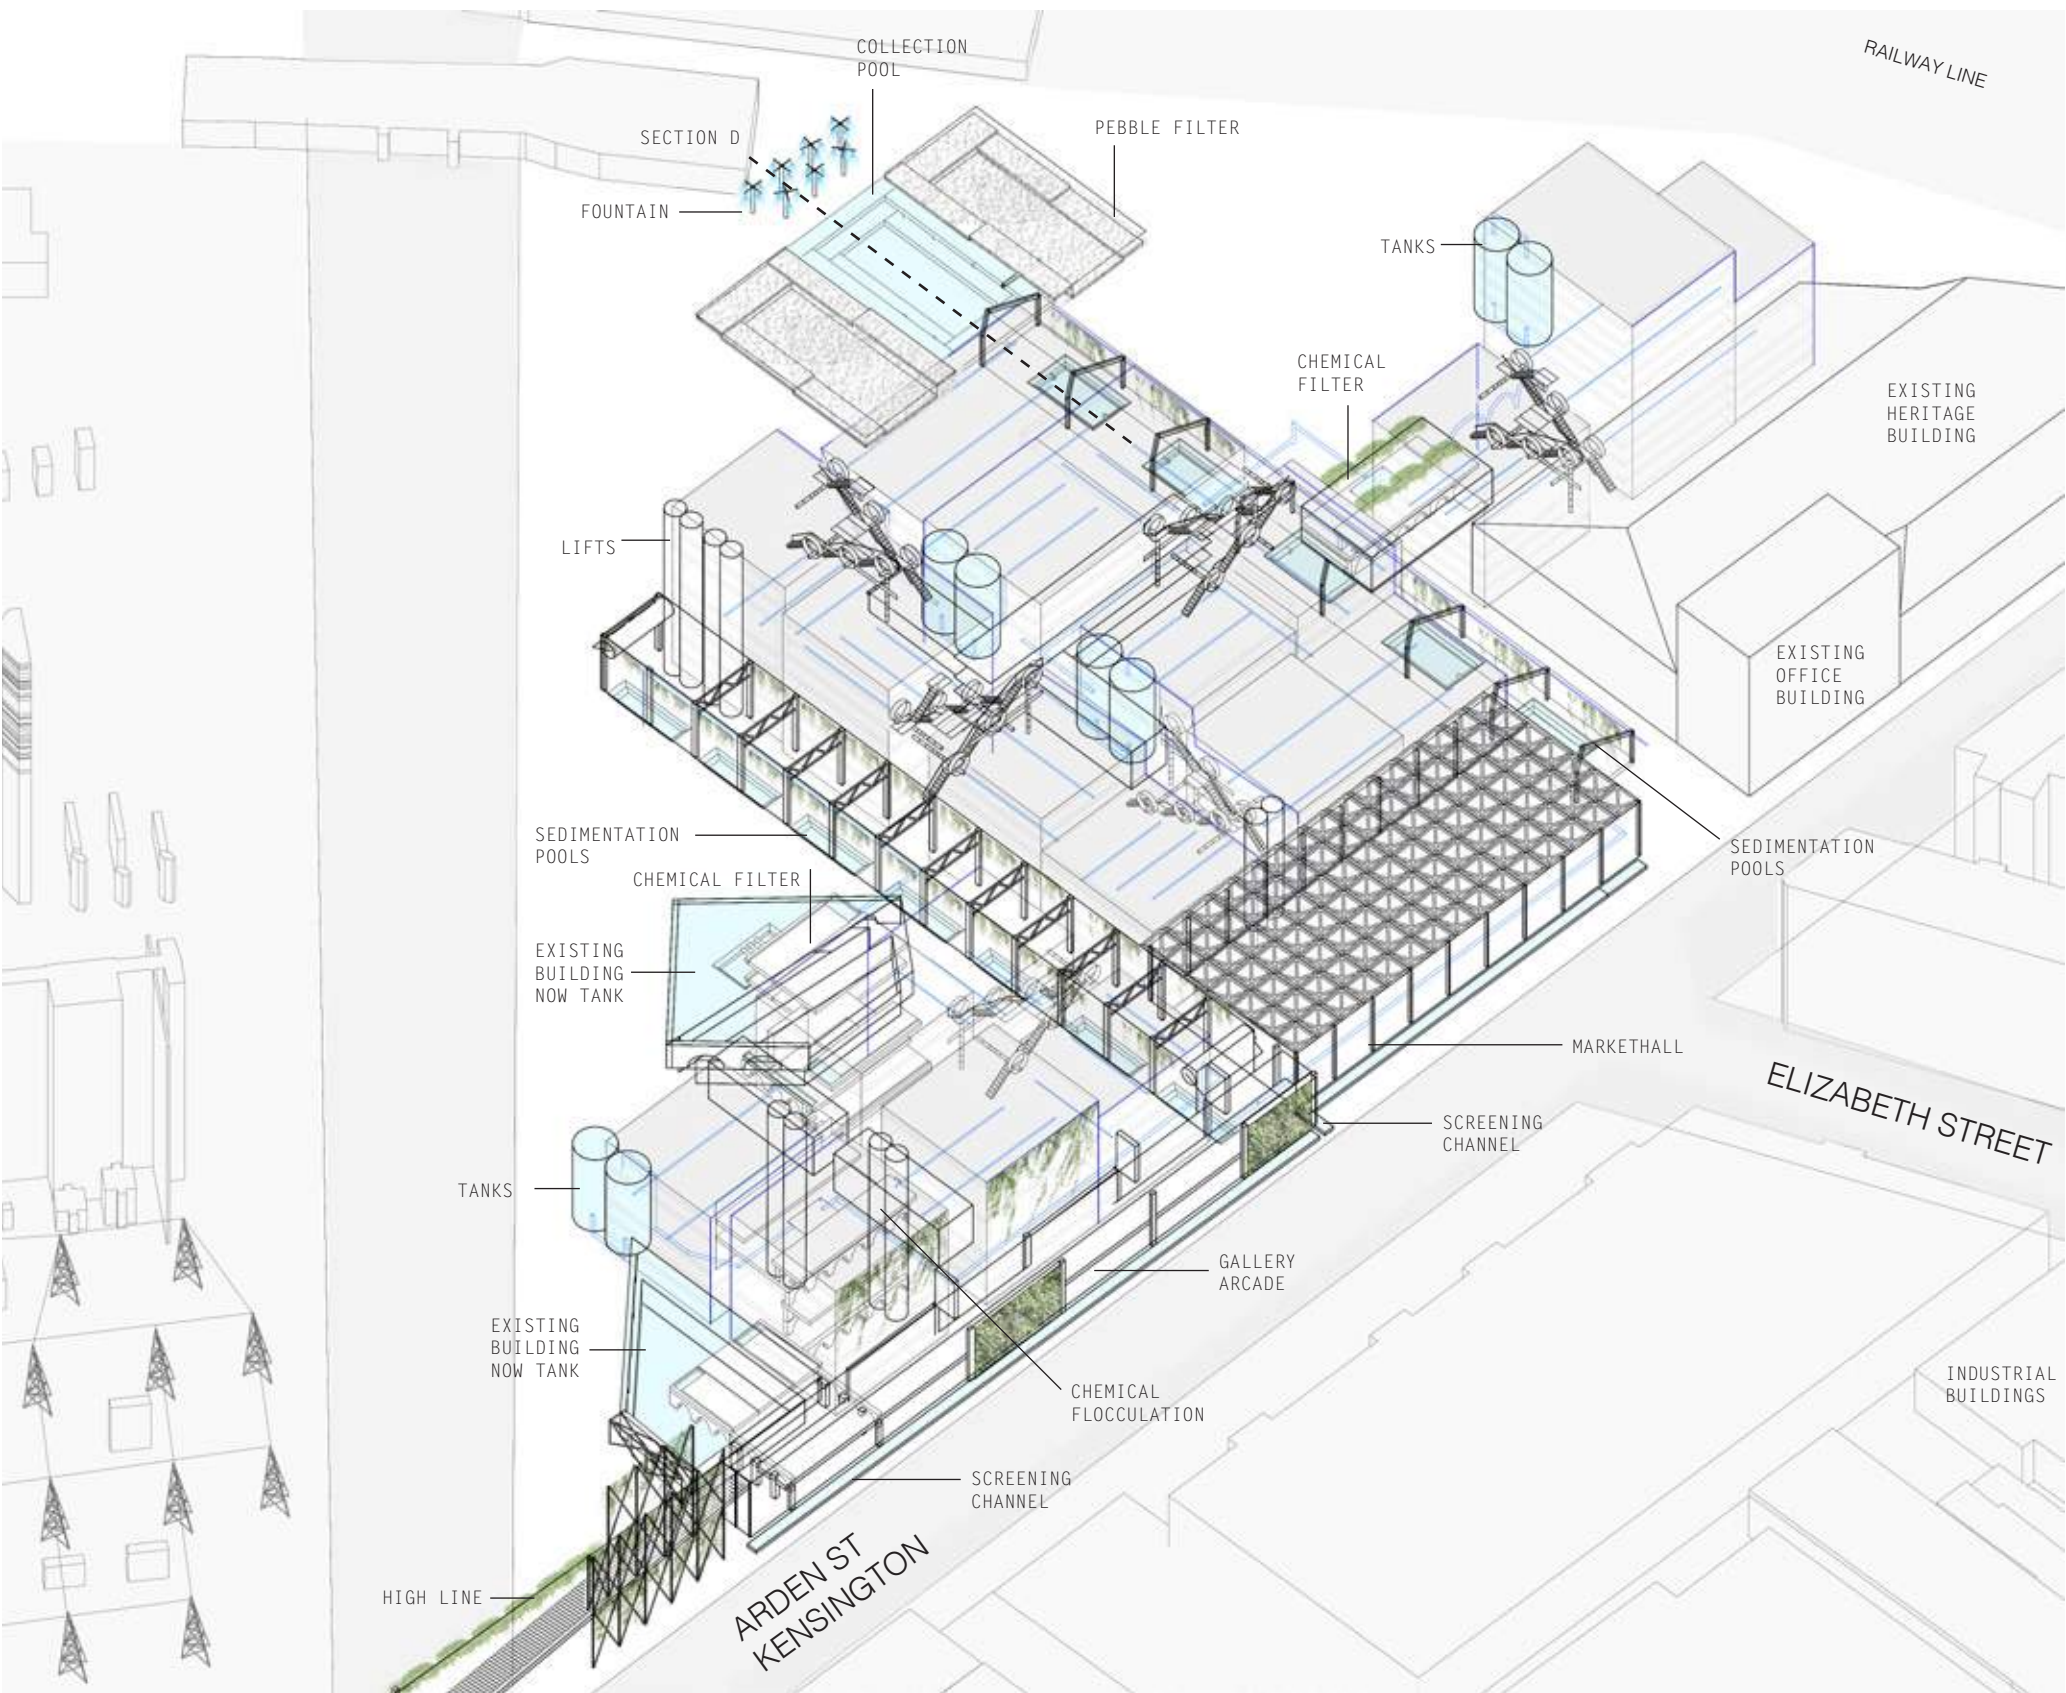 COLLECTION
POOL
RAILWAY LINE
PEBBLE FILTER
SECTION D
FOUNTAIN
TANKS
CHEMICAL
FILTER
EXISTING
HERITAGE
BUILDING
LIFTS
EXISTING
OFFICE
BUILDING
SEDIMENTATION
POOLS
SEDIMENTATION
POOLS
CHEMICAL FILTER
EXISTING
BUILDING
NOW TANK
MARKETHALL
ELIZABETH STREET
SCREENING
CHANNEL
TANKS
GALLERY
ARCADE
EXISTING
BUILDING
NOW TANK
CHEMICAL
FLOCCULATION
INDUSTRIAL
BUILDINGS
SCREENING
CHANNEL
HIGH LINE
ARDEN ST
KENSINGTON